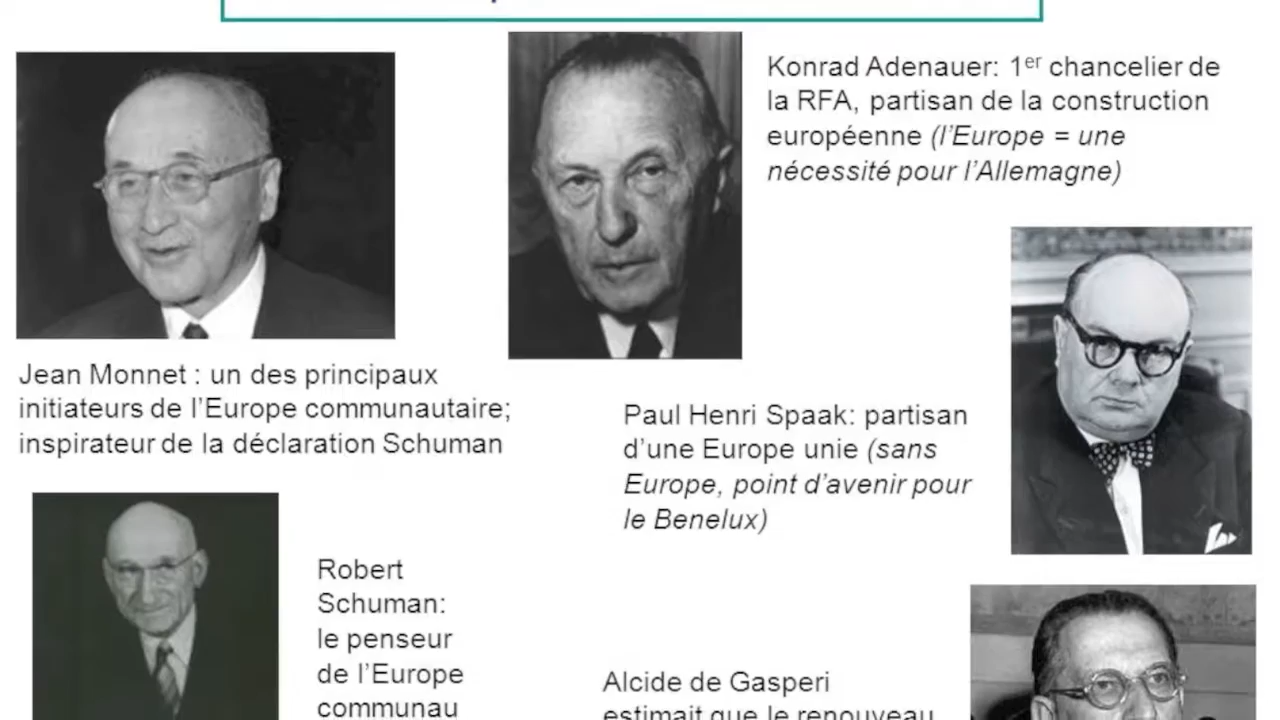 Konrad Adenauer: 1er chancelier de
la RFA, partisan de la construction
européenne (l’Europe = une
nécessité pour l’Allemagne)
Jean Monnet : un des principaux
initiateurs de l’Europe communautaire;
inspirateur de la déclaration Schuman
Paul Henri Spaak: partisan
d’une Europe unie (sans
Europe, point d’avenir pour
le Benelux)
Robert
Schuman:
le penseur
de l’Europe
communau
Alcide de Gasperi
estimait que le renouveau